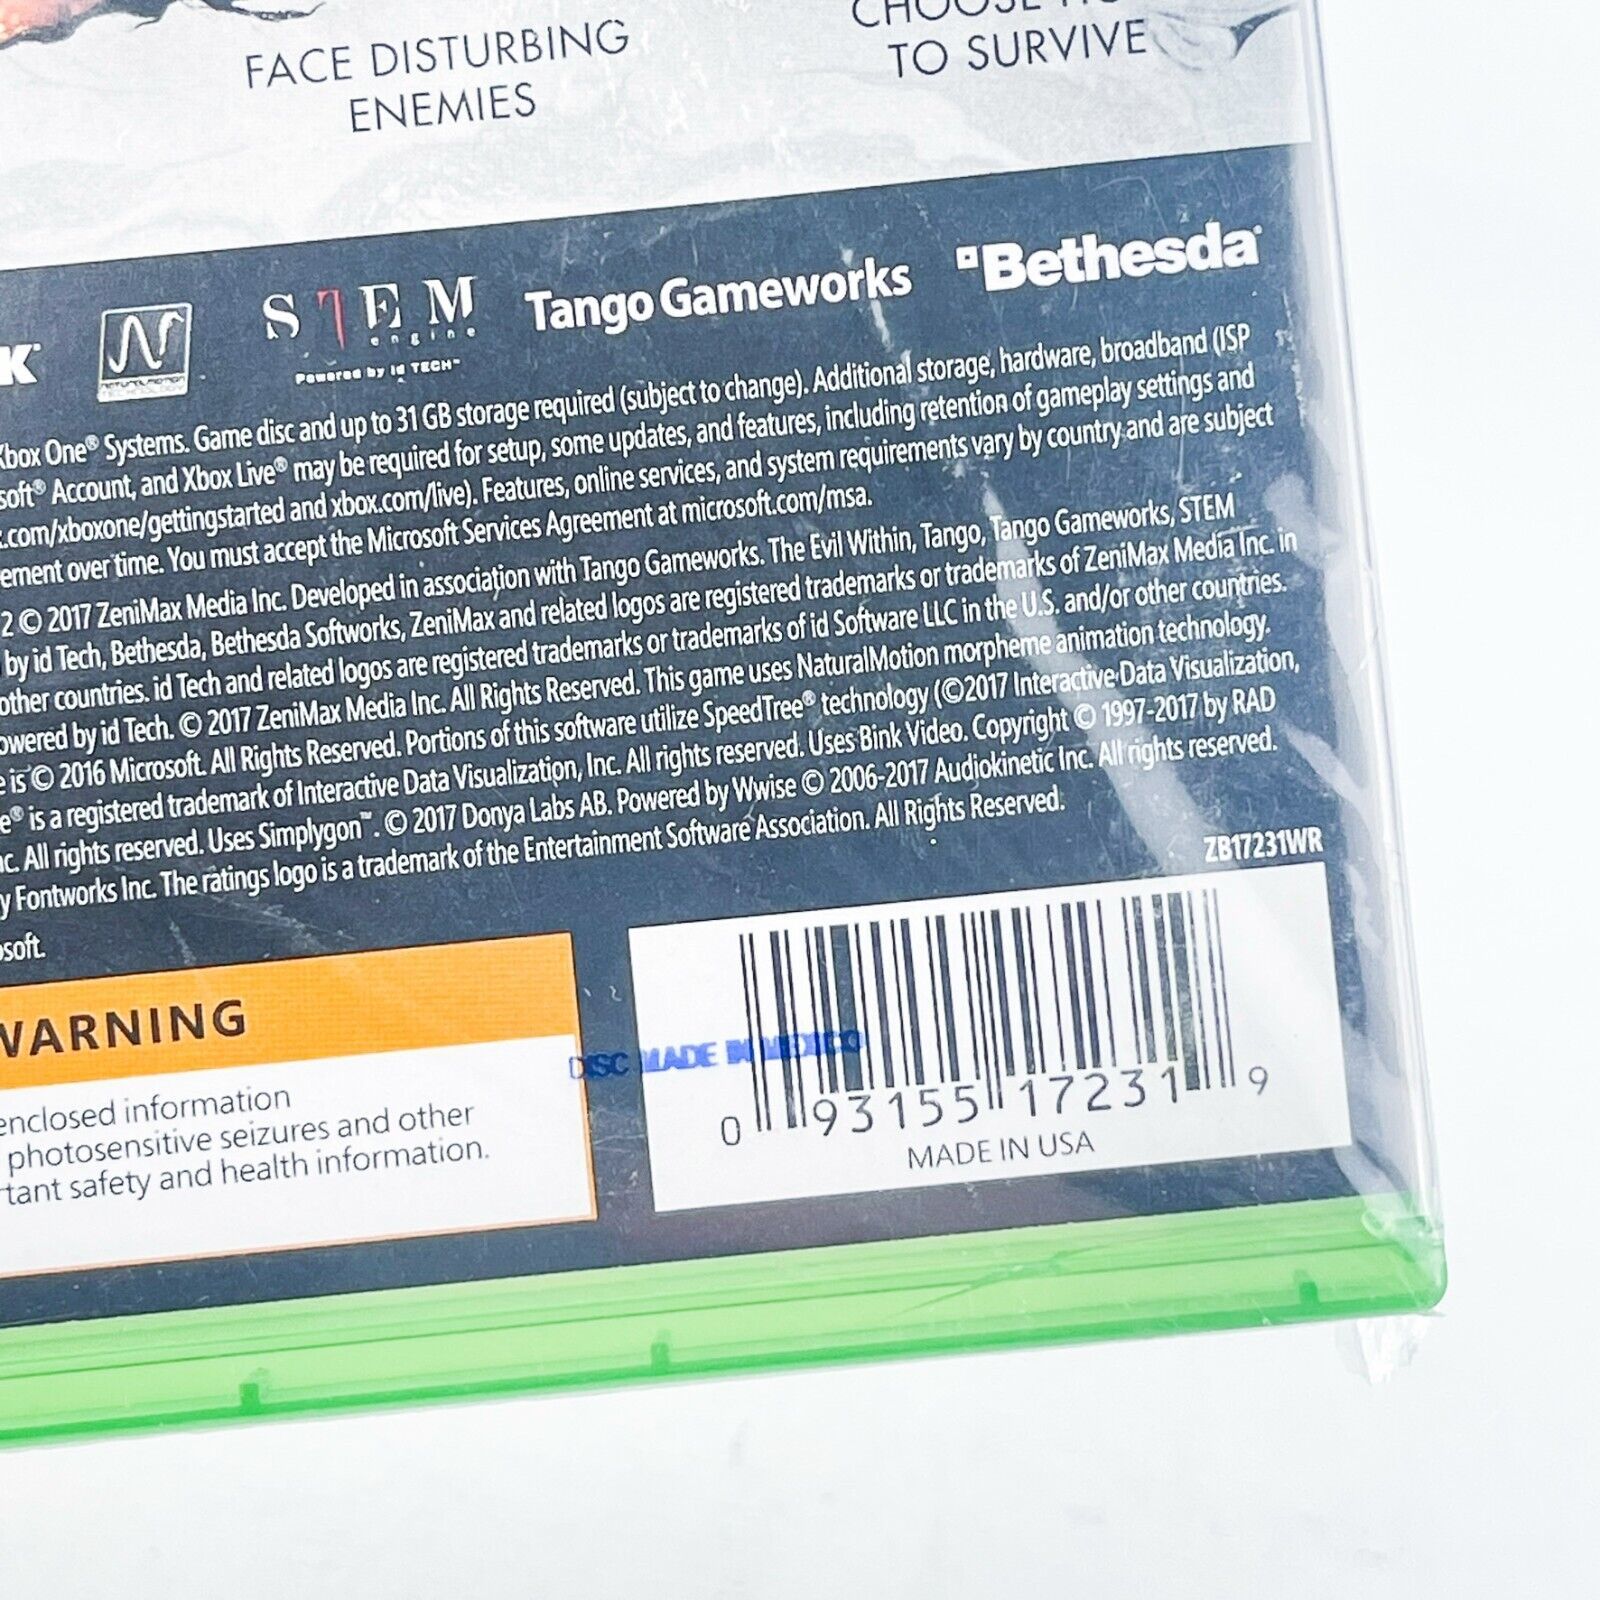 FACE DISTURBING
ENEMIES
TO SURVIVE
STEM
engine
Powered by id TECH™
Tango Gameworks
Bethesda
Xbox One® Systems. Game disc and up to 31 GB storage required (subject to change). Additional storage, hardware, broadband (ISP
soft® Account, and Xbox Live® may be required for setup, some updates, and features, including retention of gameplay settings and
.com/xboxone/gettingstarted and xbox.com/live). Features, online services, and system requirements vary by country and are subject
ement over time. You must accept the Microsoft Services Agreement at microsoft.com/msa.
2 © 2017 ZeniMax Media Inc. Developed in association with Tango Gameworks. The Evil Within, Tango, Tango Gameworks, STEM
by id Tech, Bethesda, Bethesda Softworks, ZeniMax and related logos are registered trademarks or trademarks of ZeniMax Media Inc. in
other countries. id Tech and related logos are registered trademarks or trademarks of id Software LLC in the U.S. and/or other countries.
owered by id Tech. © 2017 ZeniMax Media Inc. All Rights Reserved. This game uses NaturalMotion morpheme animation technology.
e is © 2016 Microsoft. All Rights Reserved. Portions of this software utilize SpeedTree® technology (©2017 Interactive Data Visualization,
e® is a registered trademark of Interactive Data Visualization, Inc. All rights reserved. Uses Bink Video. Copyright © 1997-2017 by RAD
nc. All rights reserved. Uses Simplygon™. © 2017 Donya Labs AB. Powered by Wwise © 2006-2017 Audiokinetic Inc. All rights reserved.
y Fontworks Inc. The ratings logo is a trademark of the Entertainment Software Association. All Rights Reserved.
osoft.
ZB17231WR
WARNING
enclosed information
photosensitive seizures and other
rtant safety and health information.
DISC MADE IN MEXICO
0 93155 17231 9
MADE IN USA